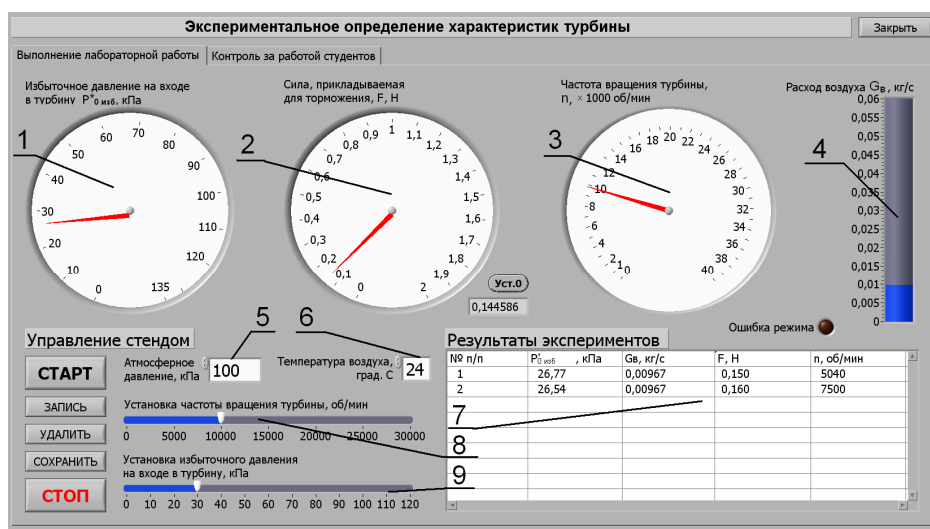 Экспериментальное определение характеристик турбины
Закрыть
Выполнение лабораторной работы
Контроль за работой студентов
Избыточное давление на входе
в турбину P*0 изб, кПа
Сила, прикладываемая
для торможения, F, Н
Частота вращения турбины,
n, × 1000 об/мин
Расход воздуха Gв, кг/с
1
0 10 20 30 40 50 60 70 80 90 100 110 120 135
2
0 0,1 0,2 0,3 0,4 0,5 0,6 0,7 0,8 0,9 1 1,1 1,2 1,3 1,4 1,5 1,6 1,7 1,8 1,9 2
3
0 2 4 6 8 10 12 14 16 18 20 22 24 26 28 30 32 34 36 38 40
4
0,06
0,055
0,05
0,045
0,04
0,035
0,03
0,025
0,02
0,015
0,01
0,005
0
Уст.0
0,144586
Ошибка режима
Управление стендом
5
6
СТАРТ
Атмосферное
давление, кПа
100
Температура воздуха,
град. С
24
ЗАПИСЬ
УДАЛИТЬ
СОХРАНИТЬ
СТОП
Установка частоты вращения турбины, об/мин
0 5000 10000 15000 20000 25000 30000
Установка избыточного давления
на входе в турбину, кПа
0 10 20 30 40 50 60 70 80 90 100 110 120
Результаты экспериментов
№ п/п P*0 изб , кПа Gв, кг/с F, Н n, об/мин
1 26,77 0,00967 0,150 5040
2 26,54 0,00967 0,160 7500
7
8
9